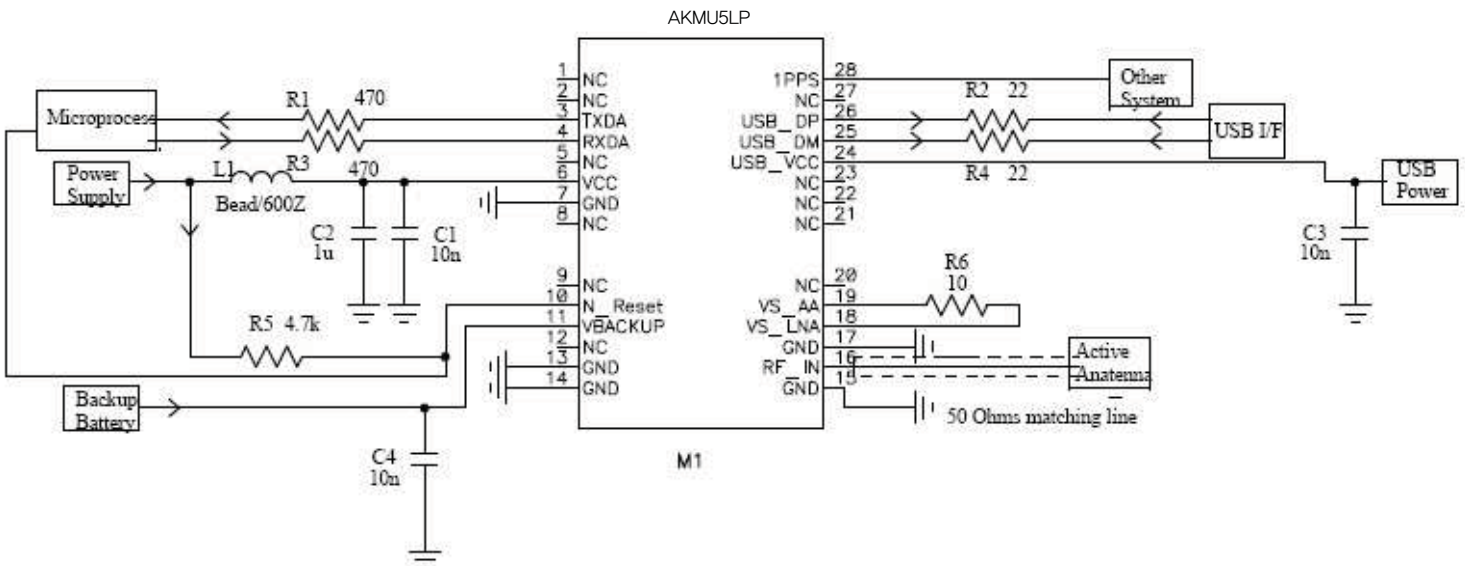 AKMU5LP
1 NC
2 NC
3 TXDA
4 RXDA
5 NC
6 VCC
7 GND
8 NC
9 NC
10 N_Reset
11 VBACKUP
12 NC
13 GND
14 GND
1PPS 28
NC 27
USB_DP 26
USB_DM 25
USB_VCC 24
NC 23
NC 22
NC 21
NC 20
VS_AA 19
VS_LNA 18
GND 17
RF_IN 16
GND 15
M1
Microprocess
R1 470
R3 470
Power
Supply
L1
Bead/600Z
C2
1u
C1
10n
R5 4.7k
Backup
Battery
C4
10n
Other
System
R2 22
USB I/F
R4 22
USB
Power
C3
10n
R6
10
Active
Anatenna
50 Ohms matching line